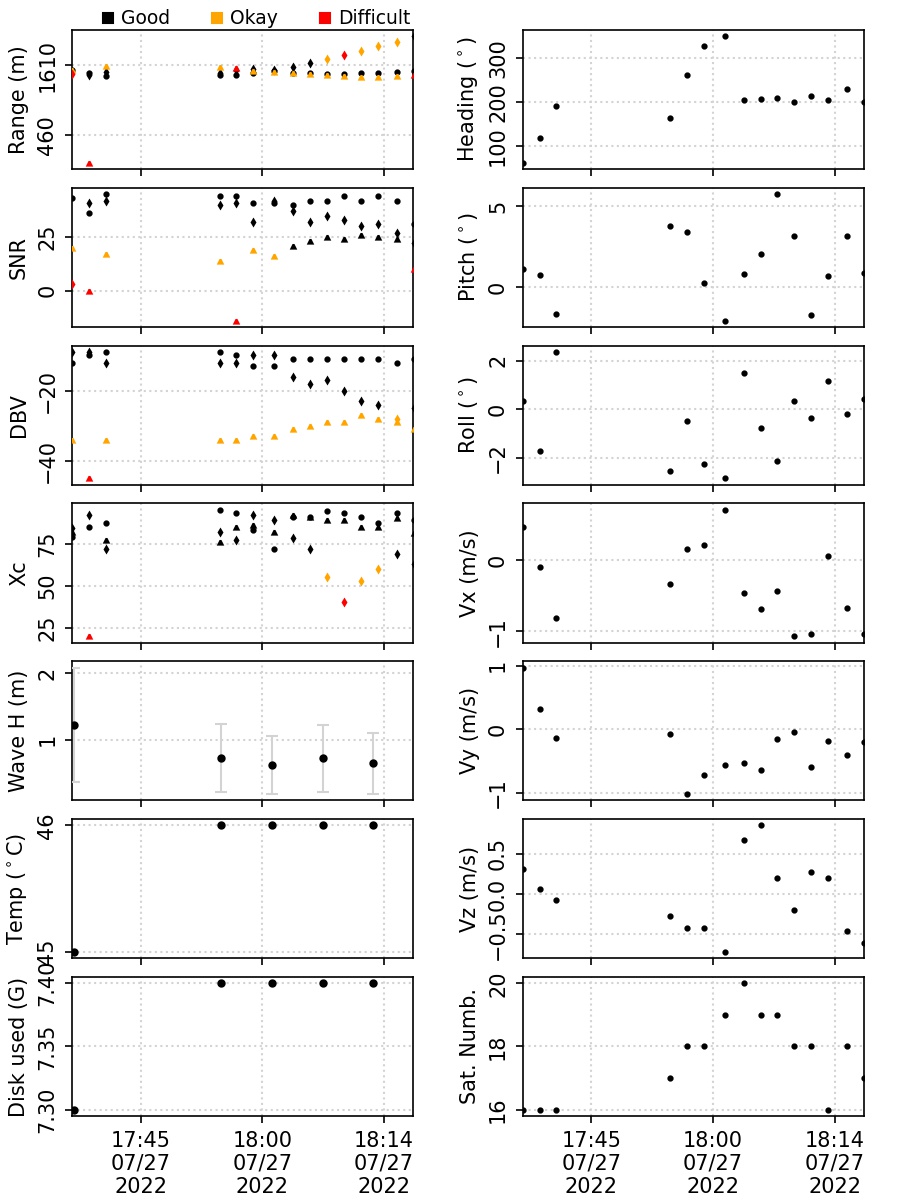 Good Okay Difficult
Range (m)
1610
460
Heading (°)
300
200
100
SNR
25
0
Pitch (°)
5
0
DBV
−20
−40
Roll (°)
2
0
−2
Xc
75
50
25
Vx (m/s)
0
−1
Wave H (m)
2
1
Vy (m/s)
1
0
−1
Temp (°C)
46
45
Vz (m/s)
0.5
0.0
−0.5
Disk used (G)
7.40
7.35
7.30
Sat. Numb.
20
18
16
17:45 18:00 18:14 17:45 18:00 18:14
07/27 07/27 07/27 07/27 07/27 07/27
2022 2022 2022 2022 2022 2022